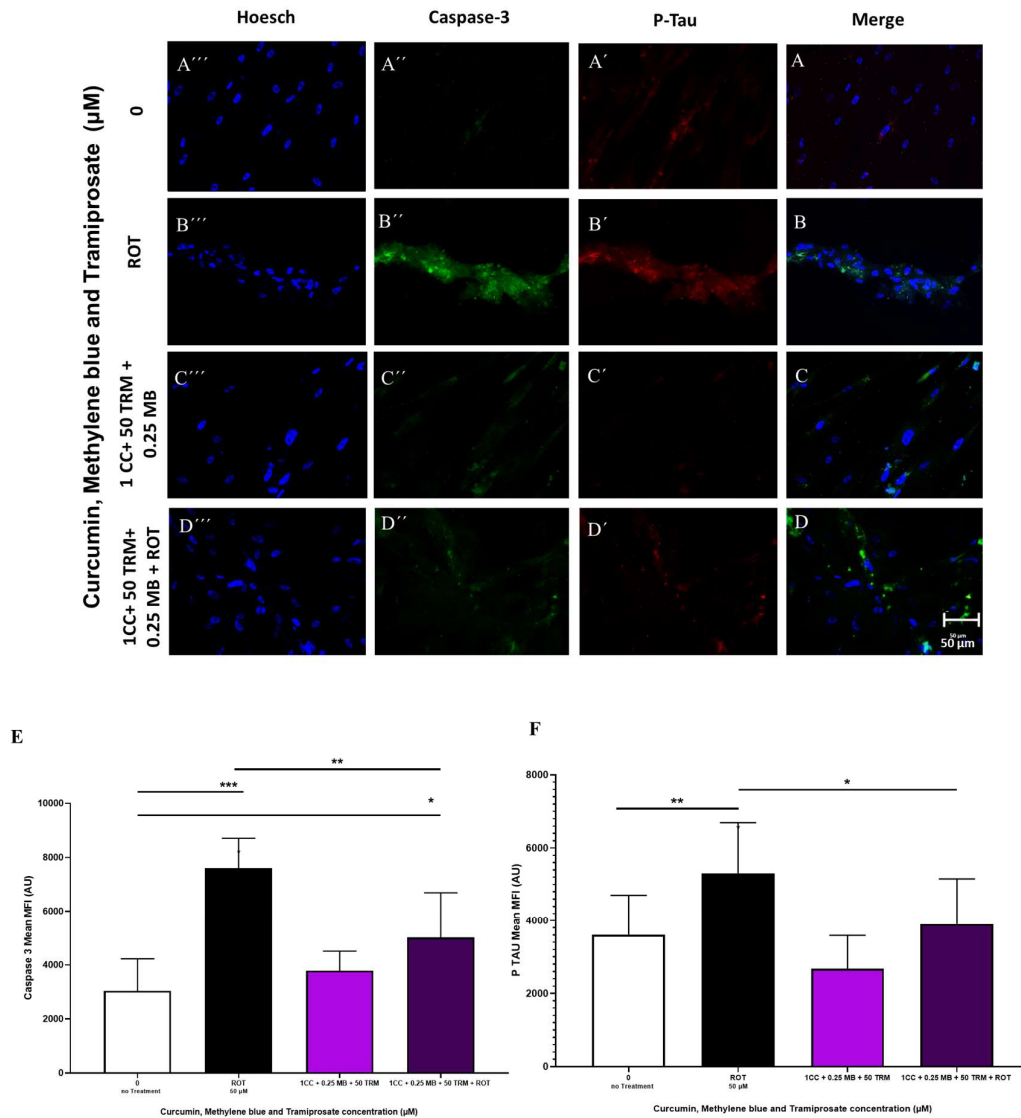 Hoesch Caspase-3 P-Tau Merge
Curcumin, Methylene blue and Tramiprosate (µM)
0
A´´´ A´´ A´ A
ROT
B´´´ B´´ B´ B
1 CC+ 50 TRM +
0.25 MB
C´´´ C´´ C´ C
1CC+ 50 TRM+
0.25 MB + ROT
D´´´ D´´ D´ D
50 µm
50 µm
E
**
***
*
Caspase 3 Mean MFI (AU)
10000
8000
6000
4000
2000
0
0
no Treatment
ROT
50 µM
1CC + 0.25 MB + 50 TRM
1CC + 0.25 MB + 50 TRM + ROT
Curcumin, Methylene blue and Tramiprosate concentration (µM)
F
*
**
P TAU Mean MFI (AU)
8000
6000
4000
2000
0
0
no Treatment
ROT
50 µM
1CC + 0.25 MB + 50 TRM
1CC + 0.25 MB + 50 TRM + ROT
Curcumin, Methylene blue and Tramiprosate concentration (µM)